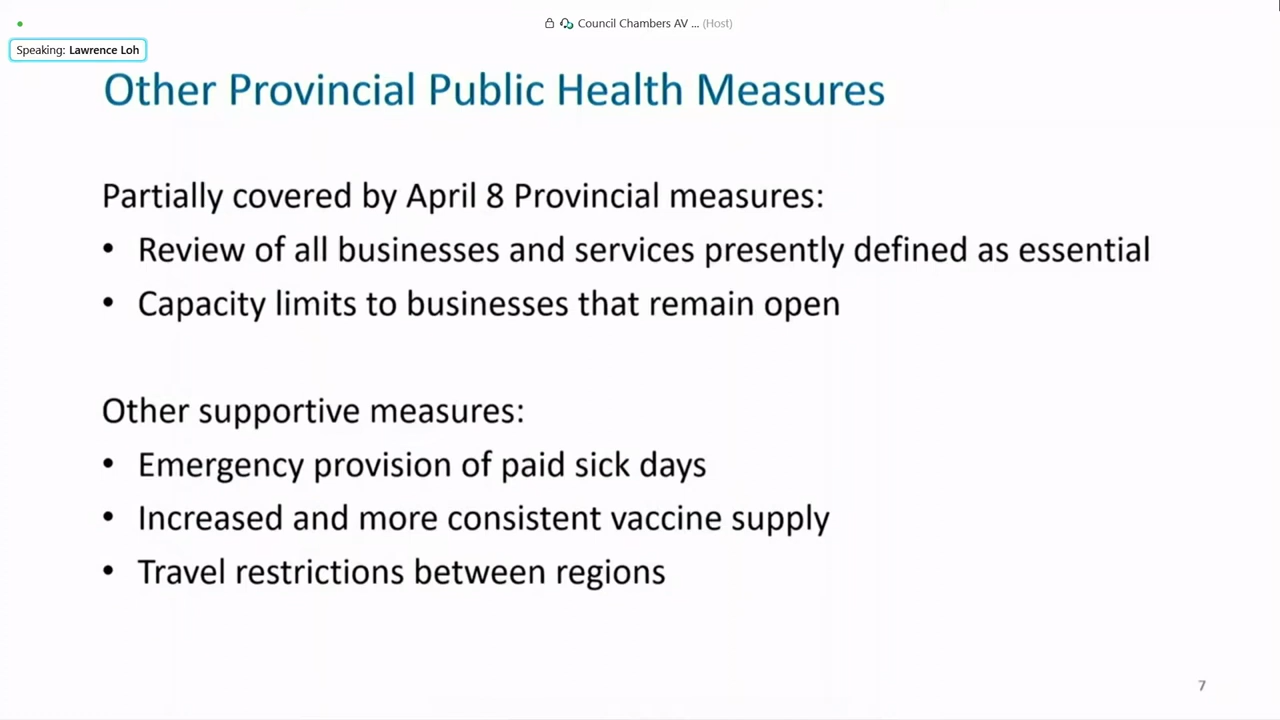 Council Chambers AV ... (Host)
Speaking: Lawrence Loh
Other Provincial Public Health Measures
Partially covered by April 8 Provincial measures:
• Review of all businesses and services presently defined as essential
• Capacity limits to businesses that remain open
Other supportive measures:
• Emergency provision of paid sick days
• Increased and more consistent vaccine supply
• Travel restrictions between regions
7